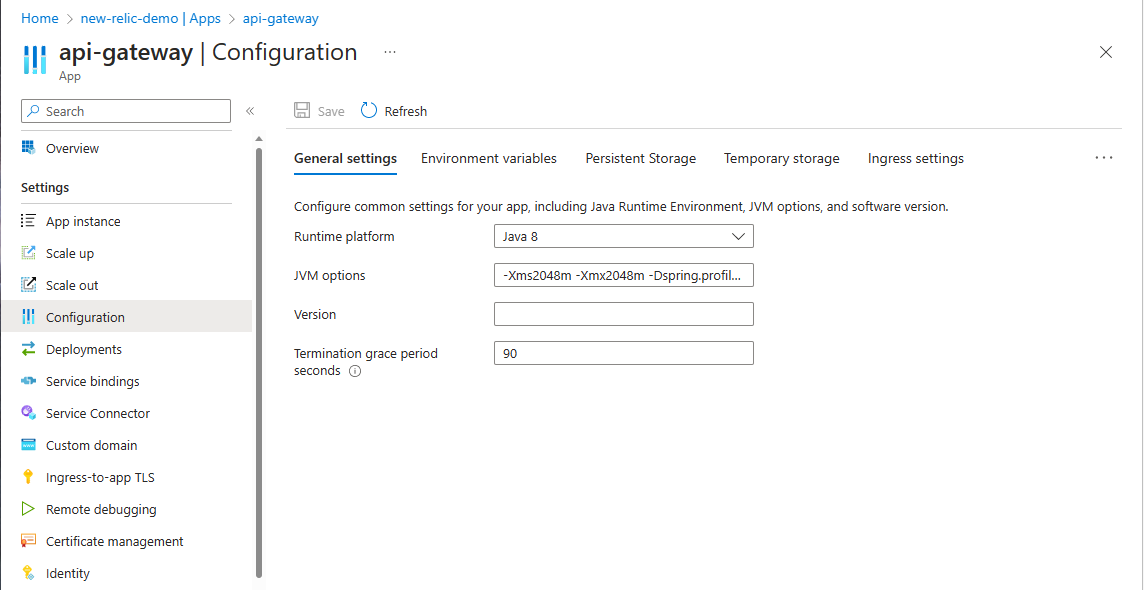 Home > new-relic-demo | Apps > api-gateway
api-gateway | Configuration ...
App
Search «
Overview
Settings
App instance
Scale up
Scale out
Configuration
Deployments
Service bindings
Service Connector
Custom domain
Ingress-to-app TLS
Remote debugging
Certificate management
Identity
Save Refresh
General settings Environment variables Persistent Storage Temporary storage Ingress settings ...
Configure common settings for your app, including Java Runtime Environment, JVM options, and software version.
Runtime platform Java 8
JVM options -Xms2048m -Xmx2048m -Dspring.profil...
Version
Termination grace period 90
seconds